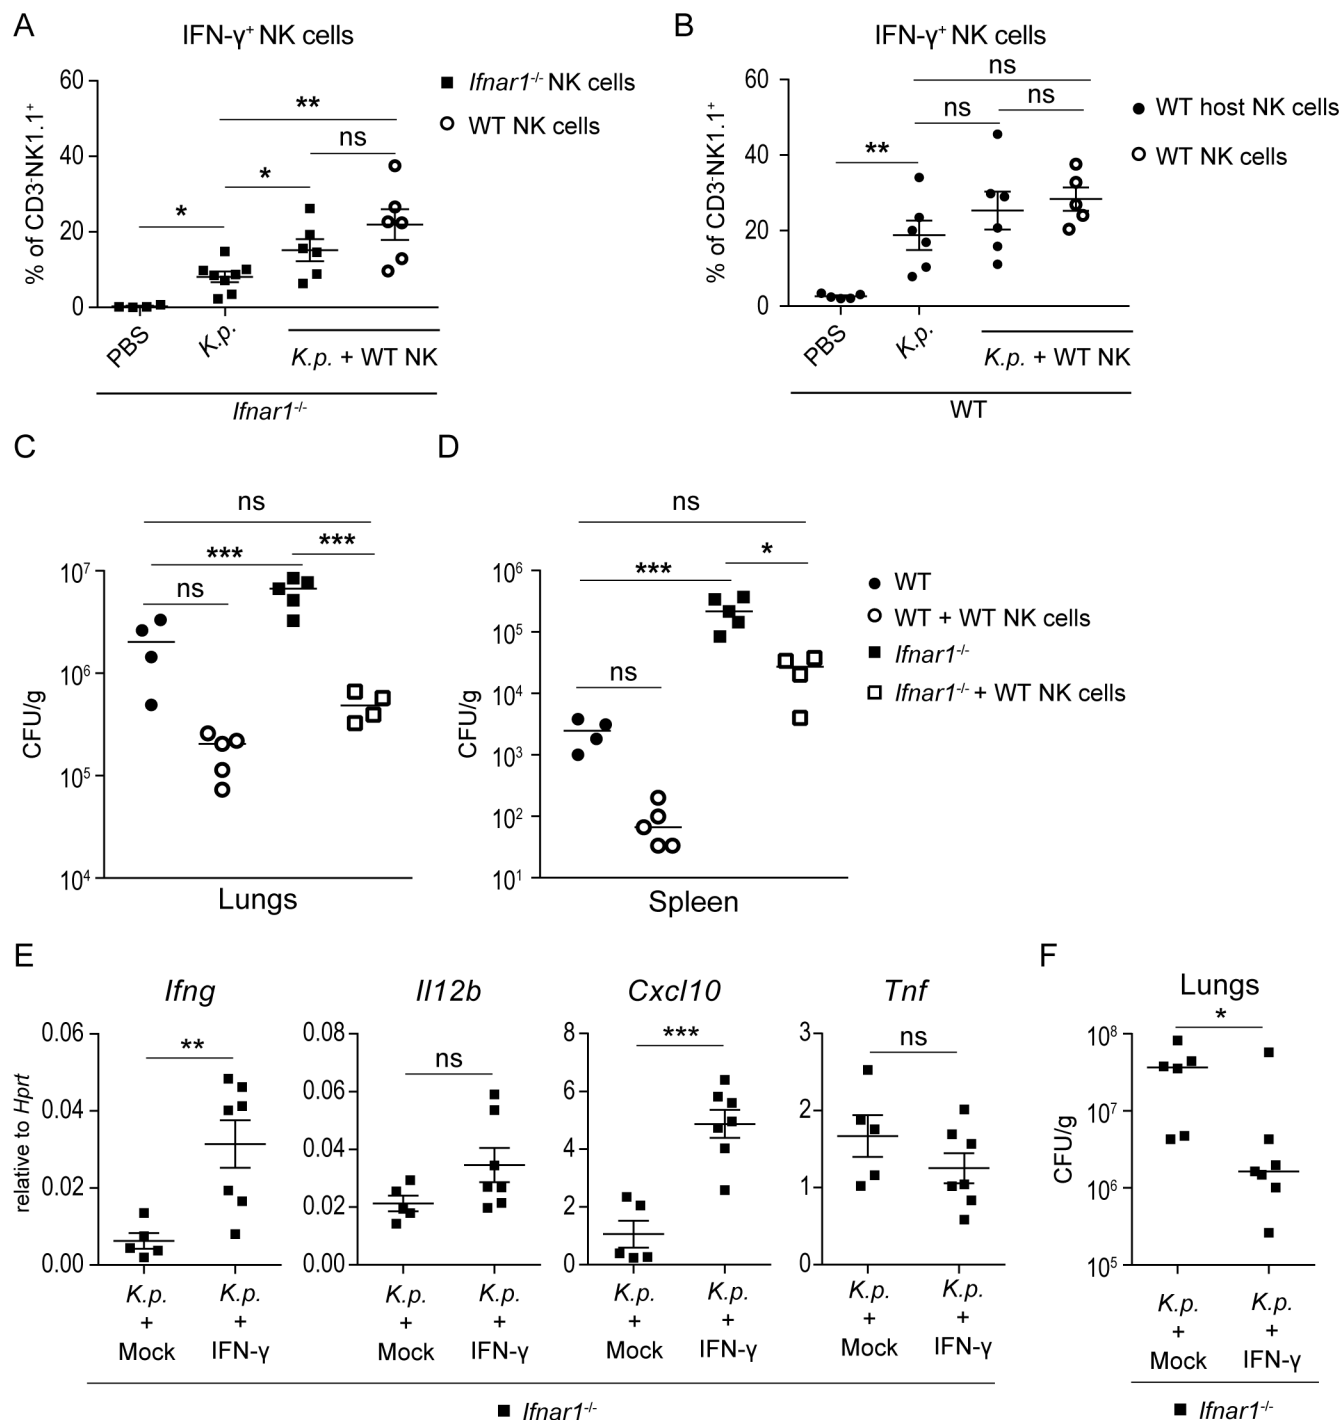 A
IFN-γ⁺ NK cells
% of CD3⁻NK1.1⁺
60
40
20
0
*
*
**
ns
PBS
K.p.
K.p. + WT NK
Ifnar1⁻/⁻
Ifnar1⁻/⁻ NK cells
WT NK cells
B
IFN-γ⁺ NK cells
% of CD3⁻NK1.1⁺
60
40
20
0
**
ns
ns
ns
PBS
K.p.
K.p. + WT NK
WT
WT host NK cells
WT NK cells
C
CFU/g
10⁷
10⁶
10⁵
10⁴
ns
***
***
ns
Lungs
D
CFU/g
10⁶
10⁵
10⁴
10³
10²
10¹
ns
***
*
ns
Spleen
WT
WT + WT NK cells
Ifnar1⁻/⁻
Ifnar1⁻/⁻ + WT NK cells
E
relative to Hprt
Ifng
0.06
0.04
0.02
0.00
**
K.p.
+
Mock
K.p.
+
IFN-γ
Il12b
0.08
0.06
0.04
0.02
0.00
ns
K.p.
+
Mock
K.p.
+
IFN-γ
Cxcl10
8
6
4
2
0
***
K.p.
+
Mock
K.p.
+
IFN-γ
Tnf
3
2
1
0
ns
K.p.
+
Mock
K.p.
+
IFN-γ
Ifnar1⁻/⁻
F
Lungs
CFU/g
10⁸
10⁷
10⁶
10⁵
*
K.p.
+
Mock
K.p.
+
IFN-γ
Ifnar1⁻/⁻